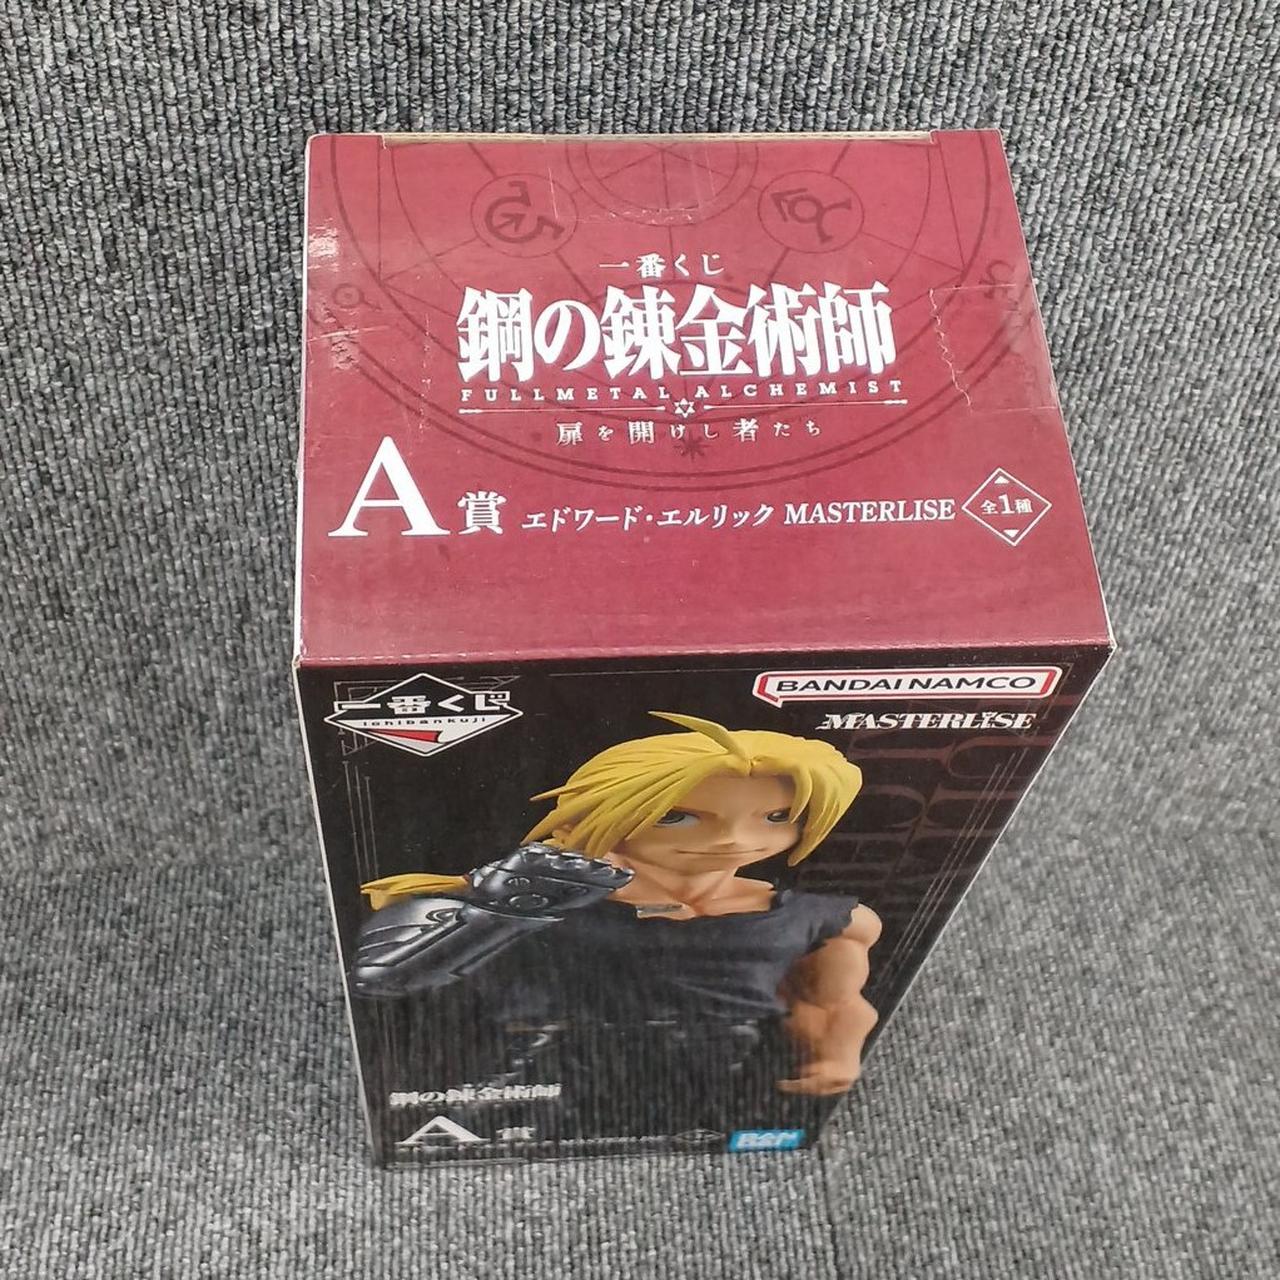 一番くじ
鋼の錬金術師
FULLMETAL ALCHEMIST
扉を開けし者たち
A賞 エドワード・エルリック MASTERLISE 全1種
一番くじ
ichibankuji
BANDAI NAMCO
MASTERLISE
鋼の錬金術師
A賞
MASTERLISE